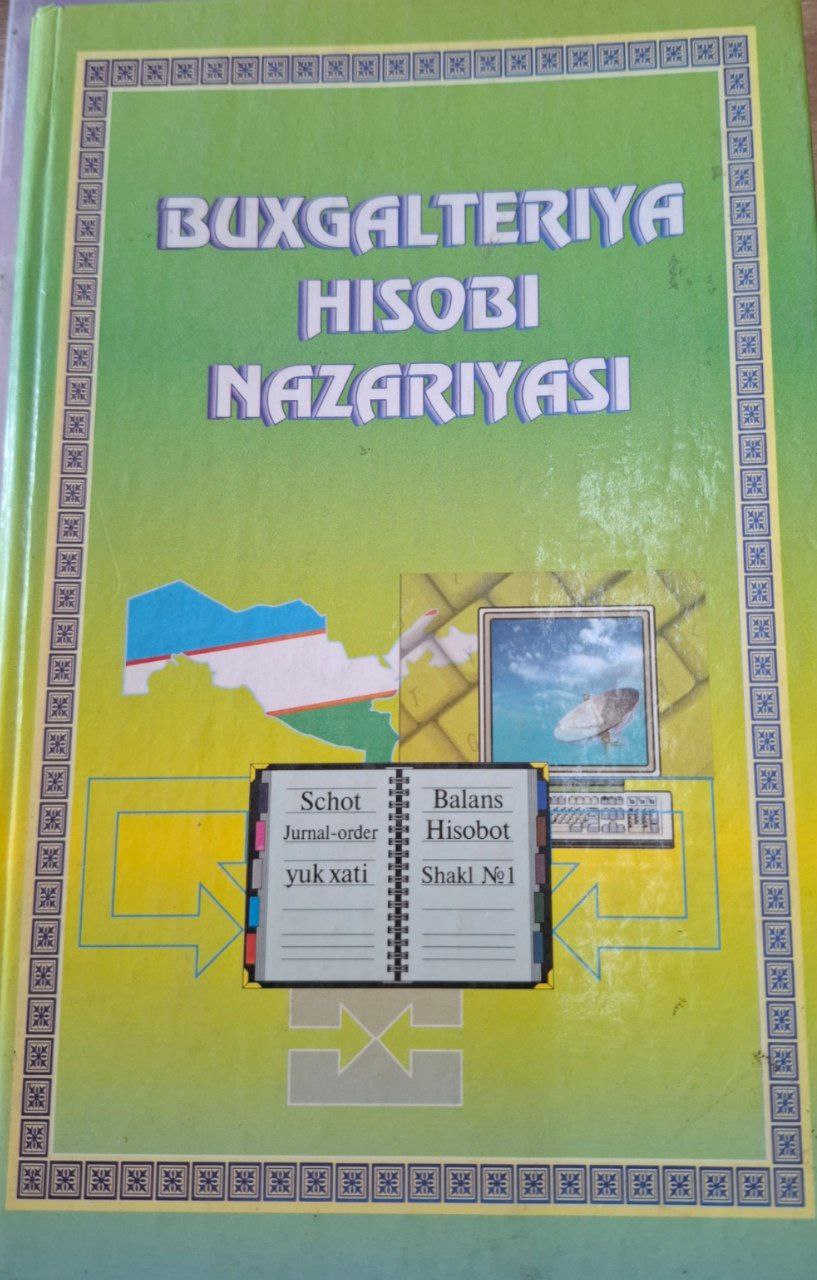 BUXGALTERIYA
HISOBI
NAZARIYASI
Schot
Jurnal-order
yuk xati
Balans
Hisobot
Shakl №1